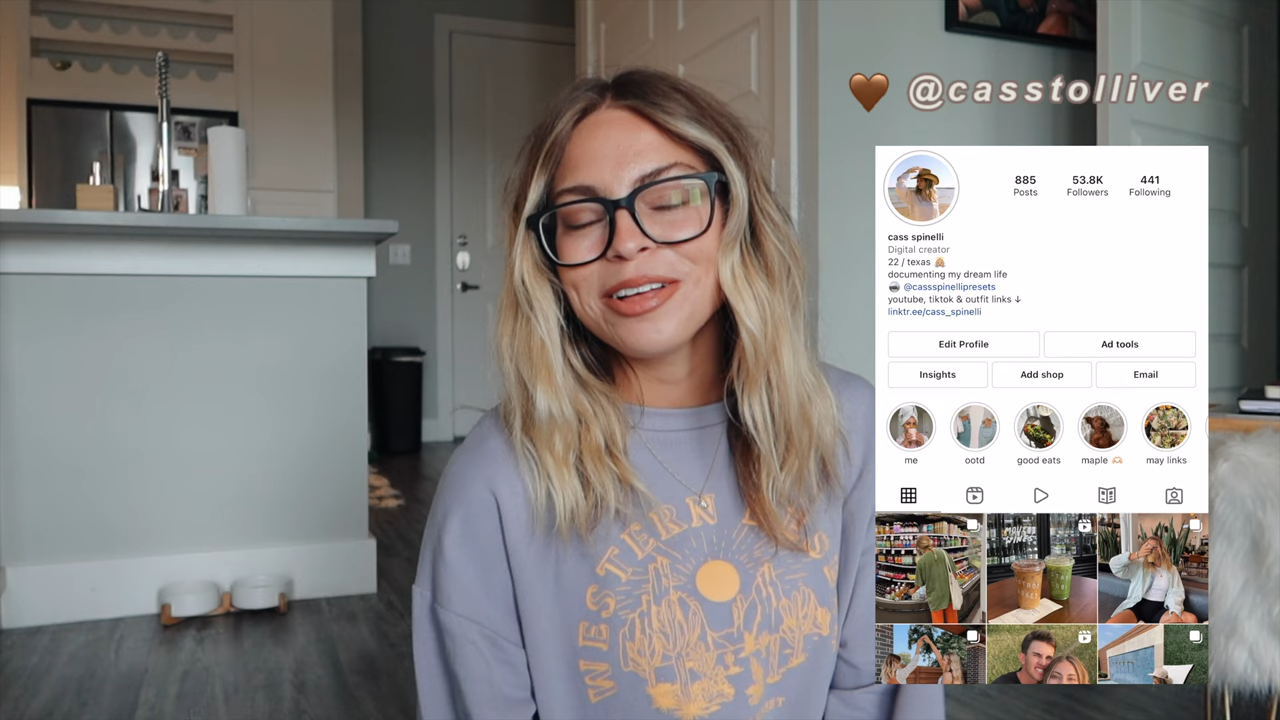 @casstolliver
885 53.8K 441
Posts Followers Following
cass spinelli
Digital creator
22 / texas
documenting my dream life
@cassspinellipresets
youtube, tiktok & outfit links ↓
linktr.ee/cass_spinelli
Edit Profile Ad tools
Insights Add shop Email
me ootd good eats maple may links
WESTERN